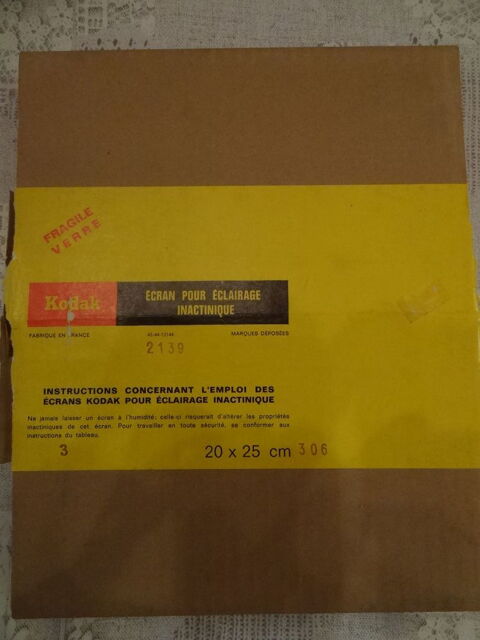 FRAGILE
VERRE
Kodak
ÉCRAN POUR ÉCLAIRAGE
INACTINIQUE
FABRIQUÉ EN FRANCE
MARQUES DÉPOSÉES
2139
INSTRUCTIONS CONCERNANT L'EMPLOI DES
ÉCRANS KODAK POUR ÉCLAIRAGE INACTINIQUE
Ne jamais laisser un écran à l'humidité; celle-ci risquerait d'altérer les propriétés
inactiniques de cet écran. Pour travailler en toute sécurité, se conformer aux
instructions du tableau.
3
20 x 25 cm 306